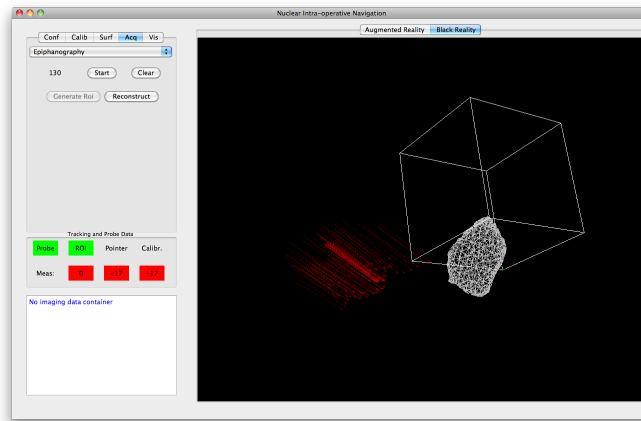 Nuclear Intra-operative Navigation
Conf Calib Surf Acq Vis
Augmented Reality Black Reality
Epiphanography
130 Start Clear
Generate Roi Reconstruct
Tracking and Probe Data
Probe ROI Pointer Calibr.
Meas: 0 -17 -17
No imaging data container